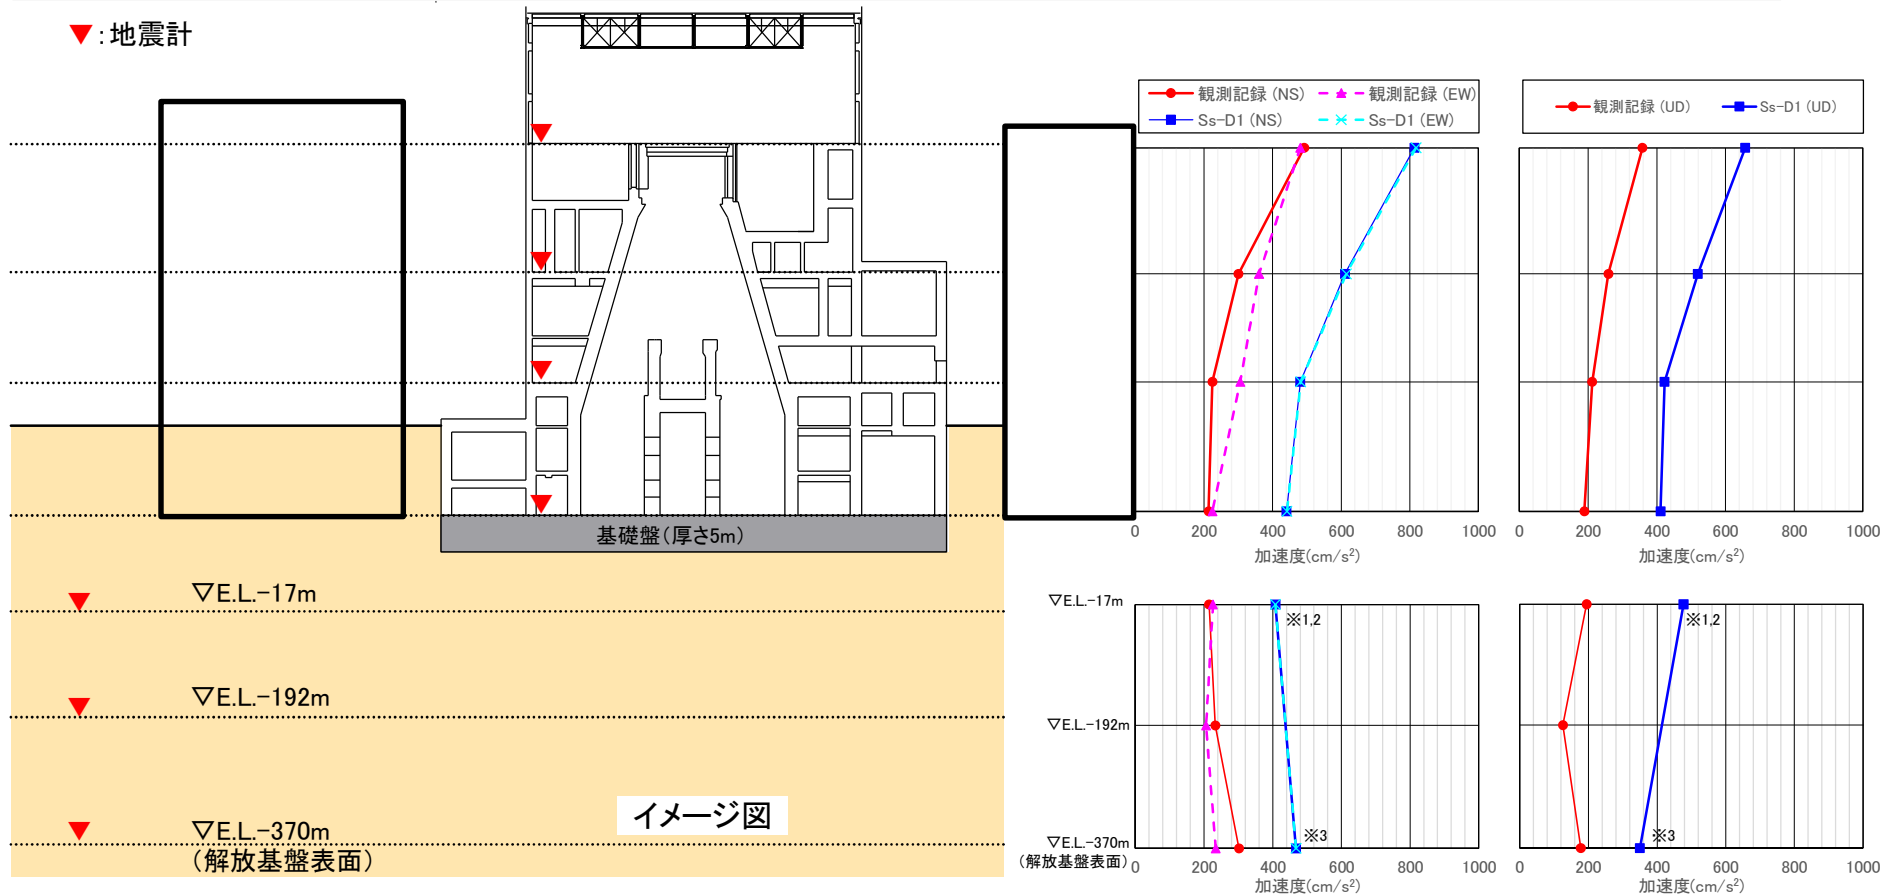 ▼:地震計
基礎盤(厚さ5m)
▽E.L.-17m
▽E.L.-192m
イメージ図
▽E.L.-370m
(解放基盤表面)
観測記録(NS) 観測記録(EW)
Ss-D1(NS) Ss-D1(EW)
0 200 400 600 800 1000
加速度(cm/s²)
観測記録(UD) Ss-D1(UD)
0 200 400 600 800 1000
加速度(cm/s²)
▽E.L.-17m
※1,2
▽E.L.-192m
▽E.L.-370m
(解放基盤表面)
※3
0 200 400 600 800 1000
加速度(cm/s²)
※1,2
※3
0 200 400 600 800 1000
加速度(cm/s²)